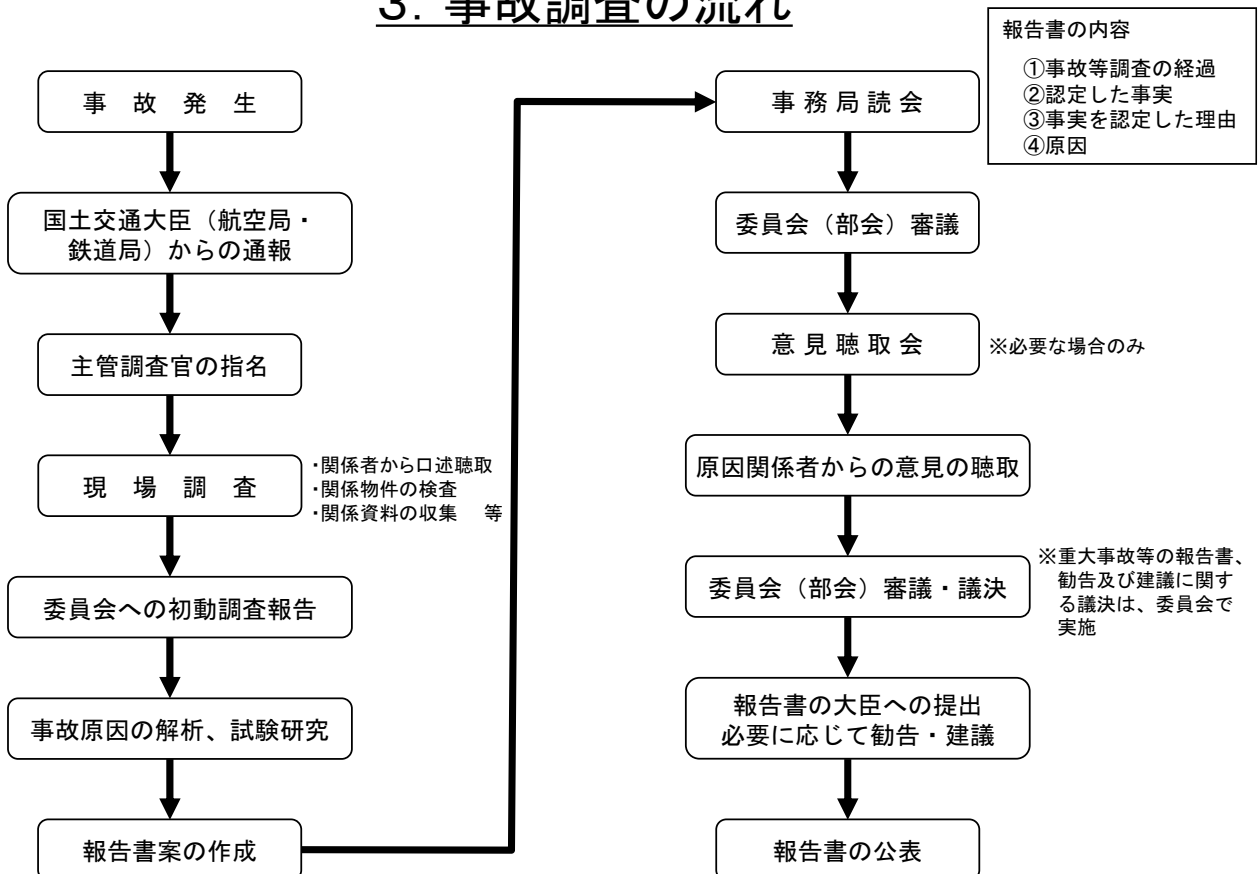 3. 事故調査の流れ
事　故　発　生
国土交通大臣（航空局・
鉄道局）からの通報
主管調査官の指名
現　場　調　査
・関係者から口述聴取
・関係物件の検査
・関係資料の収集　等
委員会への初動調査報告
事故原因の解析、試験研究
報告書案の作成
報告書の内容
①事故等調査の経過
②認定した事実
③事実を認定した理由
④原因
事 務 局 読 会
委員会（部会）審議
意 見 聴 取 会
※必要な場合のみ
原因関係者からの意見の聴取
委員会（部会）審議・議決
※重大事故等の報告書、
勧告及び建議に関す
る議決は、委員会で
実施
報告書の大臣への提出
必要に応じて勧告・建議
報告書の公表